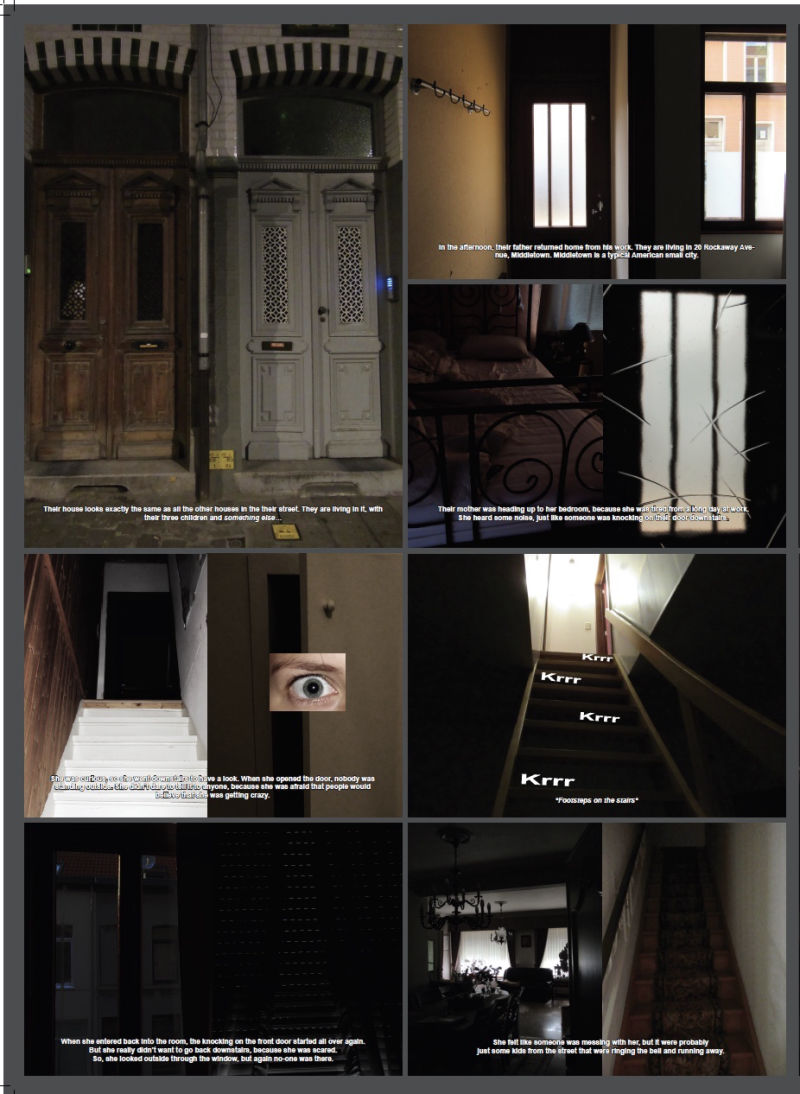 Their house looks exactly the same as all the other houses in the their street. They are living in it, with
their three children and something else...
In the afternoon, their father returned home from his work. They are living in 20 Rockaway Ave-
nue, Middletown. Middletown is a typical American small city.
Their mother was heading up to her bedroom, because she was tired from a long day at work.
She heard some noise, just like someone was knocking on their door downstairs.
She was curious, so she went downstairs to have a look. When she opened the door, nobody was
standing outside. She didn't dare to tell it to anyone, because she was afraid that people would
believe that she was getting crazy.
Krrr
Krrr
Krrr
Krrr
*Footsteps on the stairs*
When she entered back into the room, the knocking on the front door started all over again.
But she really didn't want to go back downstairs, because she was scared.
So, she looked outside through the window, but again no-one was there.
She felt like someone was messing with her, but it were probably
just some kids from the street that were ringing the bell and running away.